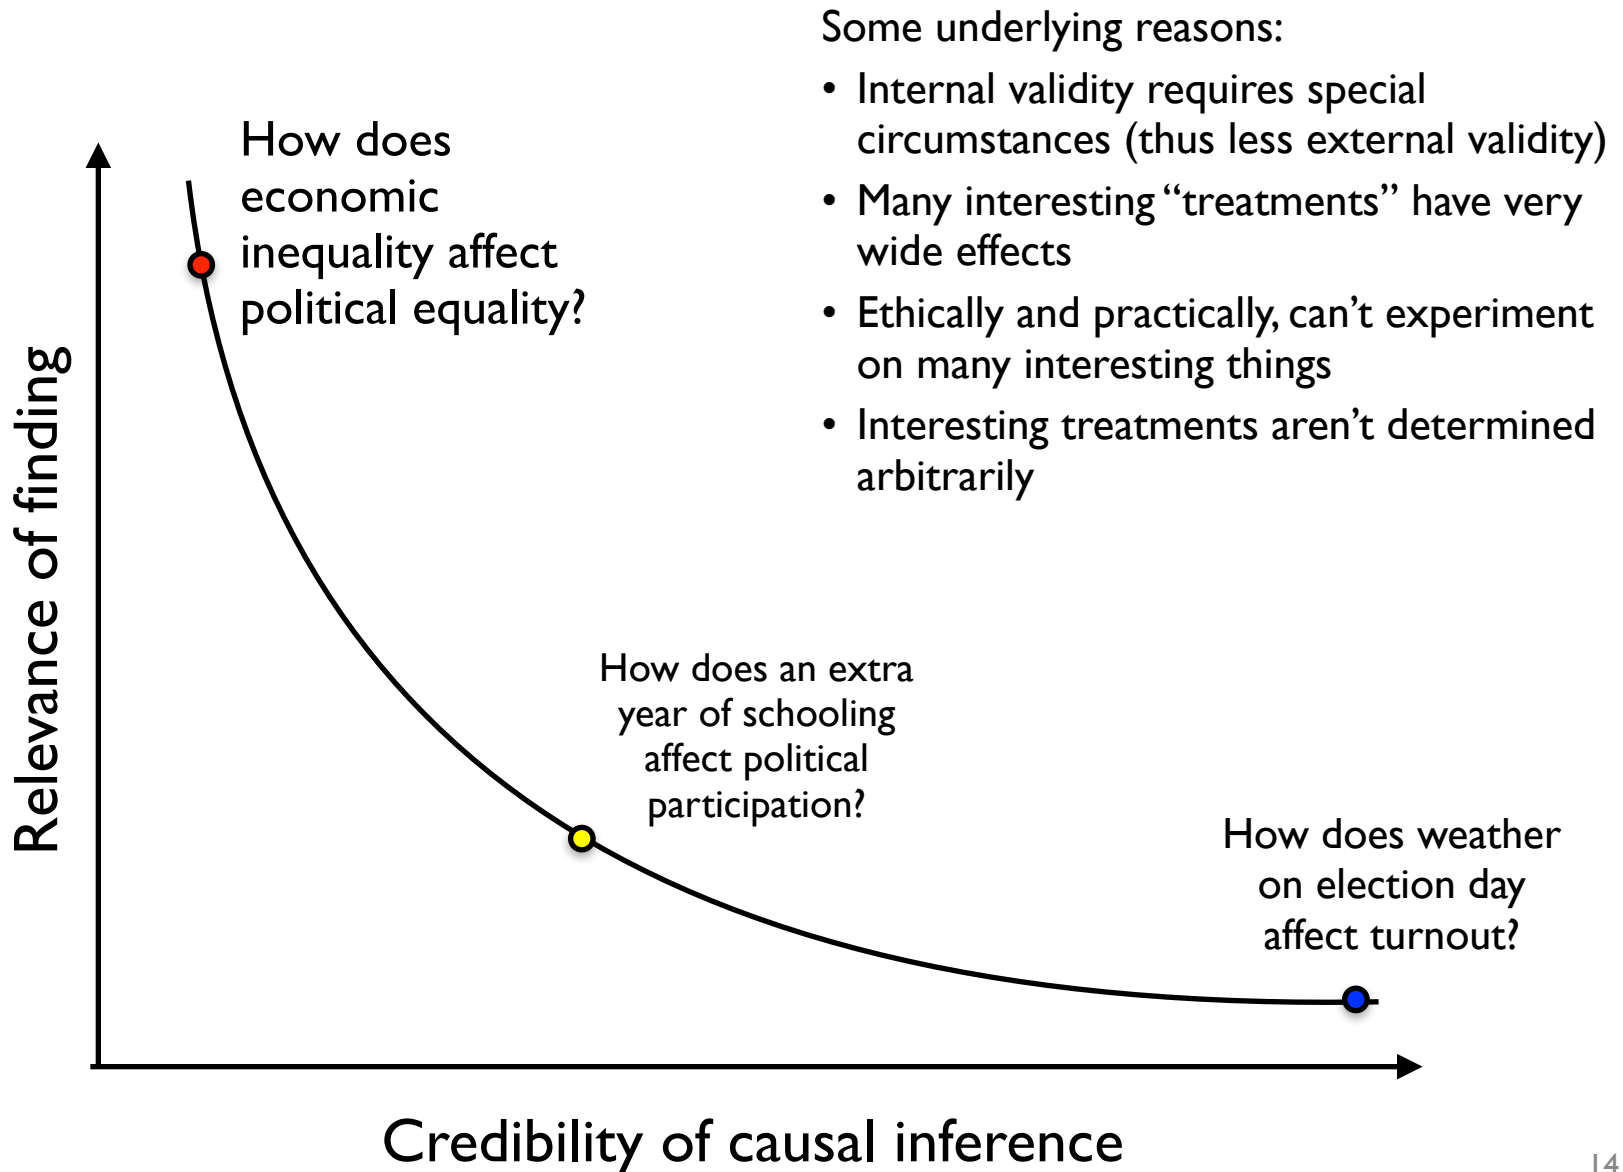 Some underlying reasons:
• Internal validity requires special
circumstances (thus less external validity)
• Many interesting “treatments” have very
wide effects
• Ethically and practically, can’t experiment
on many interesting things
• Interesting treatments aren’t determined
arbitrarily
How does
economic
inequality affect
political equality?
Relevance of finding
How does an extra
year of schooling
affect political
participation?
How does weather
on election day
affect turnout?
Credibility of causal inference
14